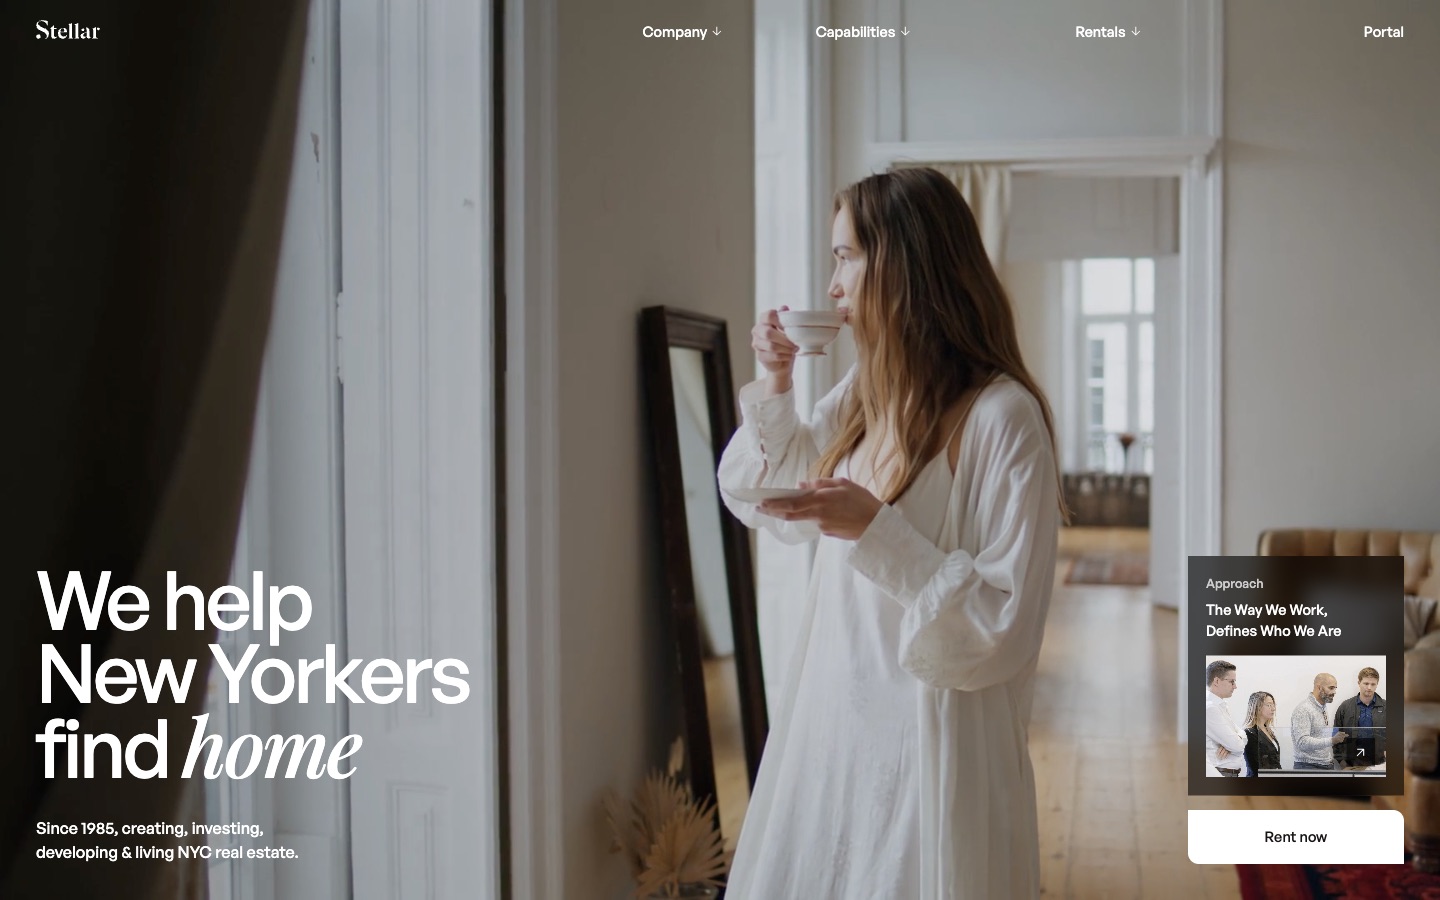 Stellar
Company ↓
Capabilities ↓
Rentals ↓
Portal
We help
New Yorkers
find home
Since 1985, creating, investing,
developing & living NYC real estate.
Approach
The Way We Work,
Defines Who We Are
Rent now